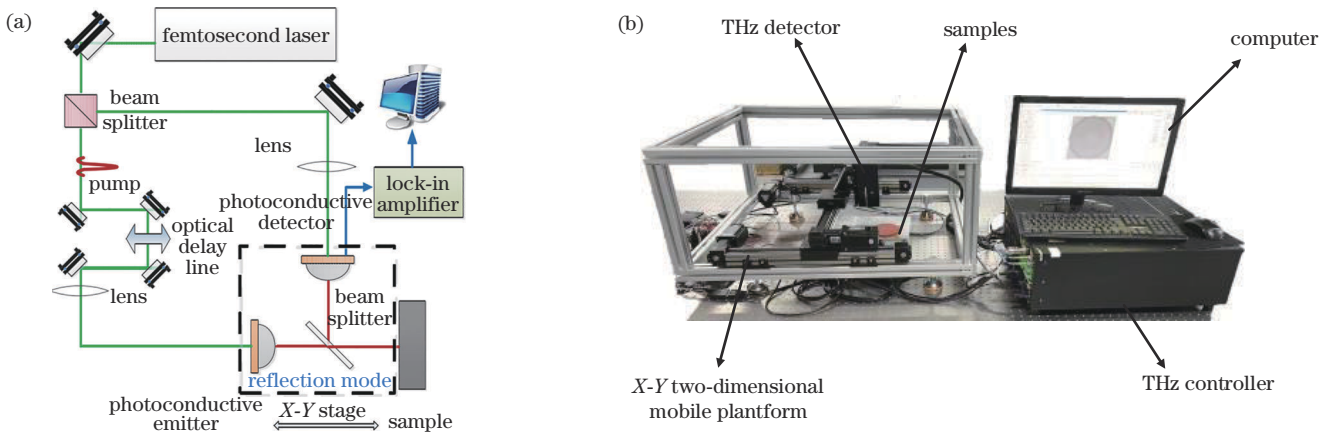 (a)
femtosecond laser
beam
splitter
lens
pump
photoconductive
detector
lock-in
amplifier
optical
delay
line
lens
beam
splitter
reflection mode
photoconductive
emitter
X-Y stage
sample
(b)
THz detector
samples
computer
X-Y two-dimensional
mobile plantform
THz controller